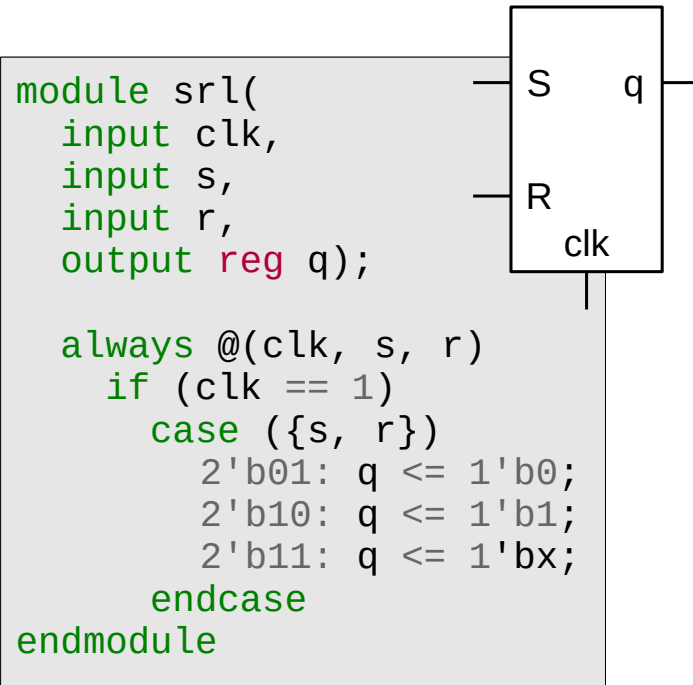 module srl(
  input clk,
  input s,
  input r,
  output reg q);

  always @(clk, s, r)
    if (clk == 1)
      case ({s, r})
        2'b01: q <= 1'b0;
        2'b10: q <= 1'b1;
        2'b11: q <= 1'bx;
      endcase
endmodule
S q
R
clk